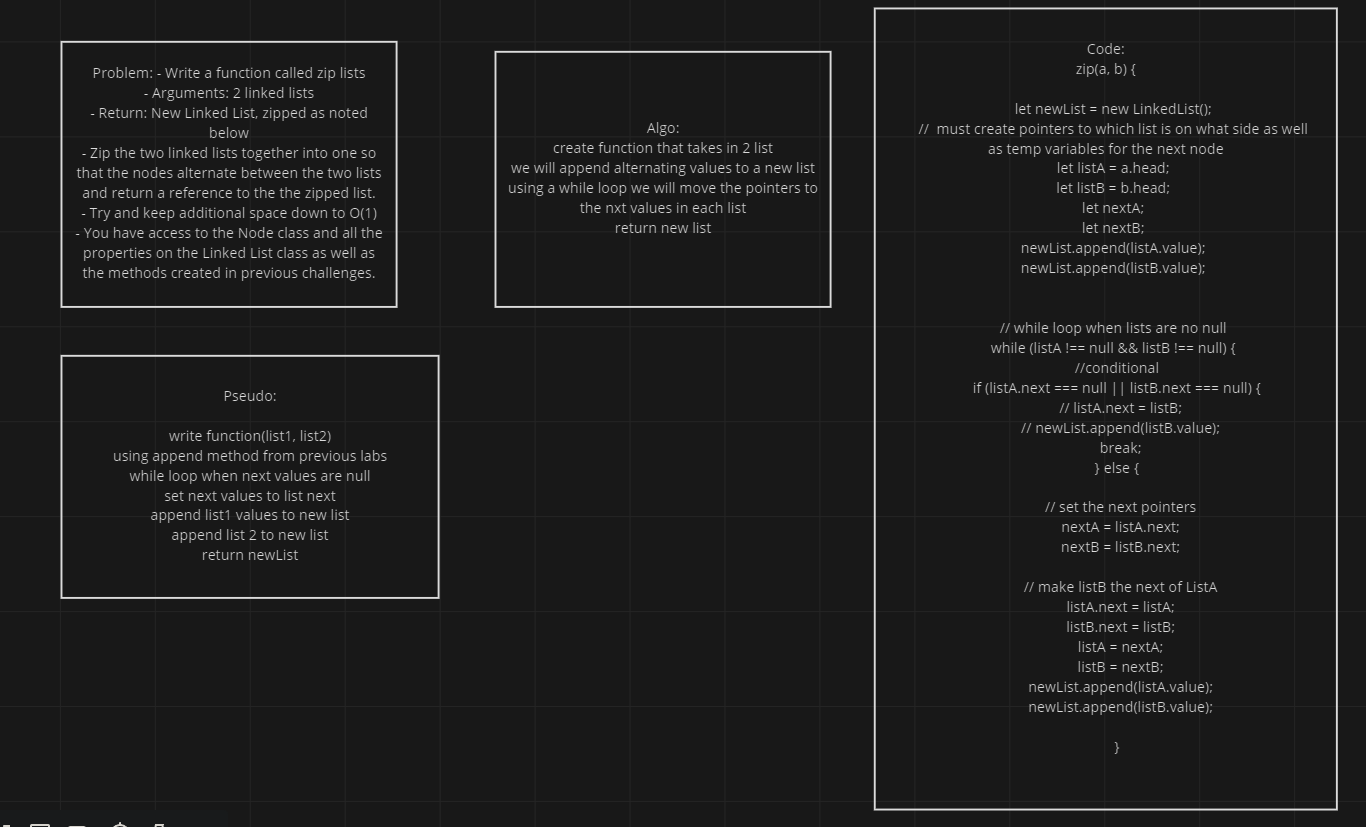 Problem: - Write a function called zip lists
- Arguments: 2 linked lists
- Return: New Linked List, zipped as noted
below
- Zip the two linked lists together into one so
that the nodes alternate between the two lists
and return a reference to the the zipped list.
- Try and keep additional space down to O(1)
- You have access to the Node class and all the
properties on the Linked List class as well as
the methods created in previous challenges.
Algo:
create function that takes in 2 list
we will append alternating values to a new list
using a while loop we will move the pointers to
the nxt values in each list
return new list
Pseudo:
write function(list1, list2)
using append method from previous labs
while loop when next values are null
set next values to list next
append list1 values to new list
append list 2 to new list
return newList
Code:
zip(a, b) {
let newList = new LinkedList();
// must create pointers to which list is on what side as well
as temp variables for the next node
let listA = a.head;
let listB = b.head;
let nextA;
let nextB;
newList.append(listA.value);
newList.append(listB.value);
// while loop when lists are no null
while (listA !== null && listB !== null) {
//conditional
if (listA.next === null || listB.next === null) {
// listA.next = listB;
// newList.append(listB.value);
break;
} else {
// set the next pointers
nextA = listA.next;
nextB = listB.next;
// make listB the next of ListA
listA.next = listA;
listB.next = listB;
listA = nextA;
listB = nextB;
newList.append(listA.value);
newList.append(listB.value);
}